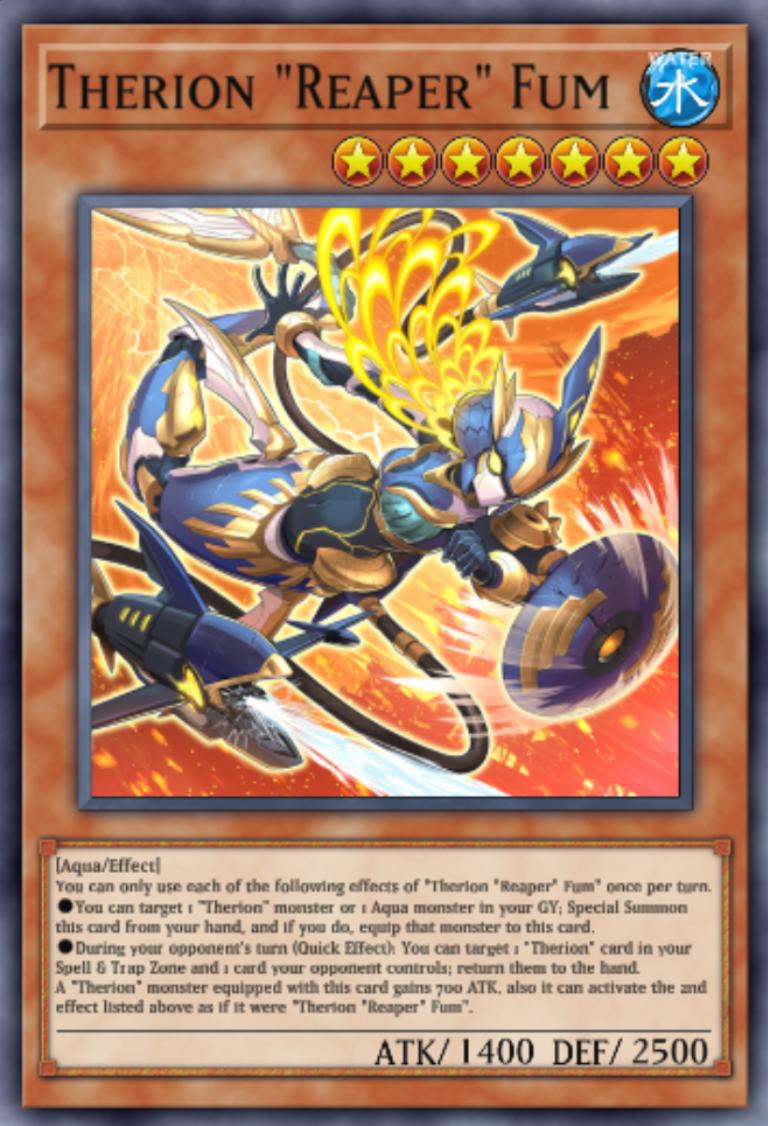 THERION "REAPER" FUM
WATER
水
[Aqua/Effect]
You can only use each of the following effects of "Therion "Reaper" Fum" once per turn.
●You can target 1 "Therion" monster or 1 Aqua monster in your GY; Special Summon
this card from your hand, and if you do, equip that monster to this card.
●During your opponent's turn (Quick Effect): You can target 1 "Therion" card in your
Spell & Trap Zone and 1 card your opponent controls; return them to the hand.
A "Therion" monster equipped with this card gains 700 ATK, also it can activate the 2nd
effect listed above as if it were "Therion "Reaper" Fum".
ATK/ 1400 DEF/ 2500